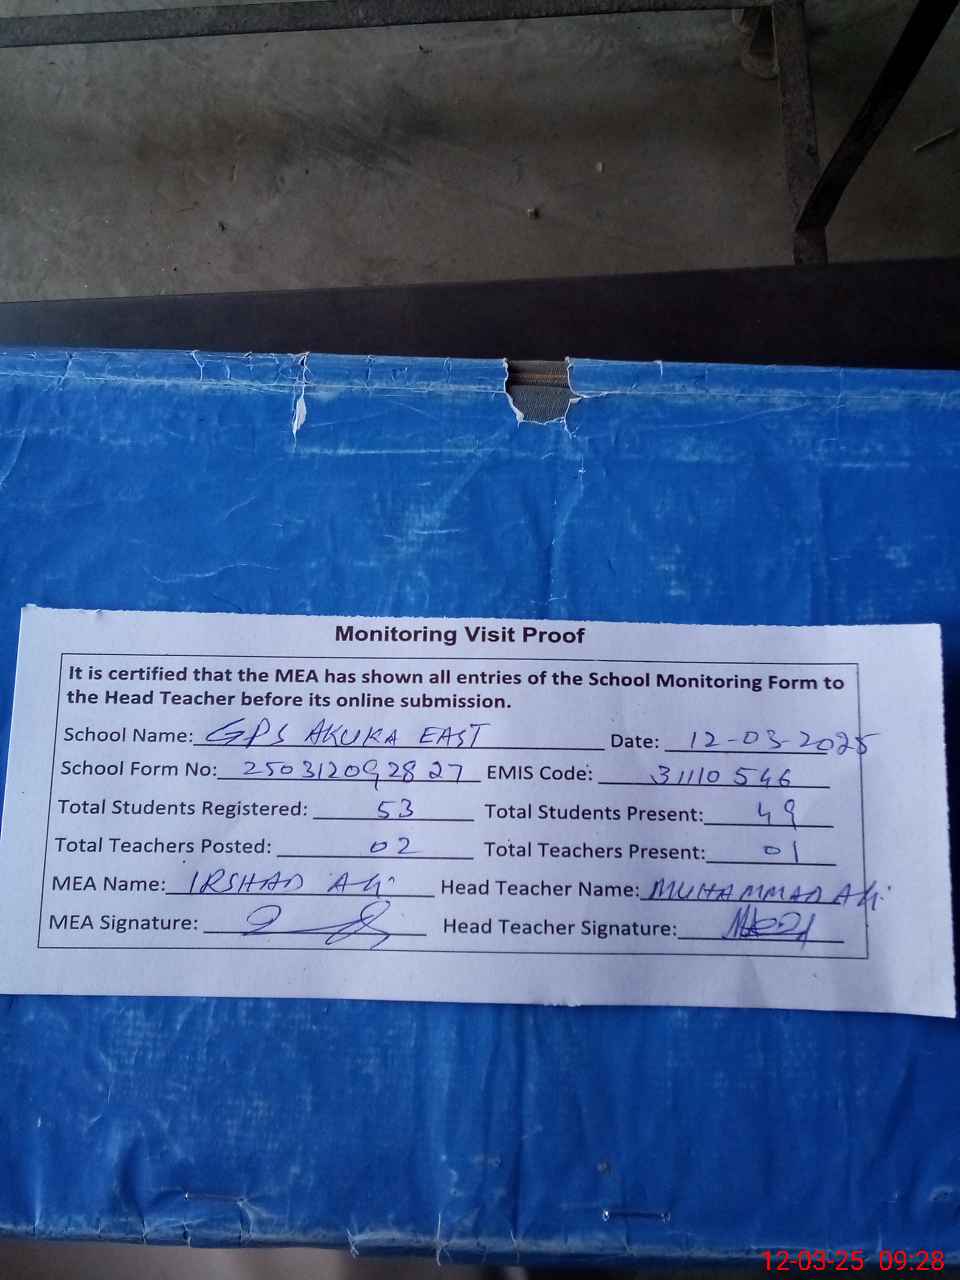 Monitoring Visit Proof
It is certified that the MEA has shown all entries of the School Monitoring Form to
the Head Teacher before its online submission.
School Name: GPS AKUKA EAST Date: 12-03-2025
School Form No: 250312092827 EMIS Code: 31110546
Total Students Registered: 53 Total Students Present: 49
Total Teachers Posted: 02 Total Teachers Present: 01
MEA Name: IRSHAD Ali Head Teacher Name: MUHAMMAD Ali
MEA Signature: Head Teacher Signature:
12-03-25 09:28